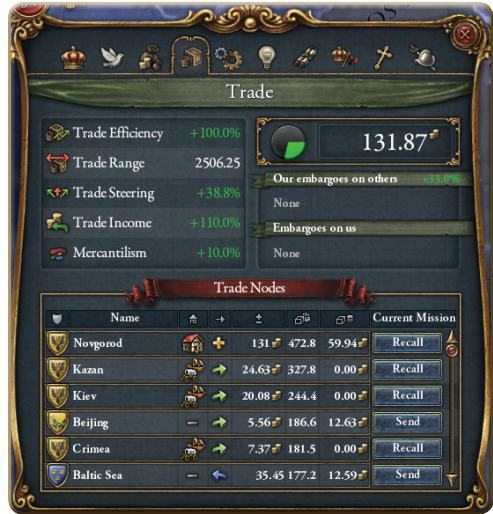 Trade
Trade Efficiency +100.0%
Trade Range 2506.25
Trade Steering +38.8%
Trade Income +110.0%
Mercantilism +10.0%
131.87
Our embargoes on others +33.0%
None
Embargoes on us
None
Trade Nodes
Name Current Mission
Novgorod 131 472.8 59.94 Recall
Kazan 24.63 327.8 0.00 Recall
Kiev 20.08 244.4 0.00 Recall
Beijing 5.56 186.6 12.63 Send
Crimea 7.37 181.5 0.00 Recall
Baltic Sea 35.45 177.2 12.59 Send